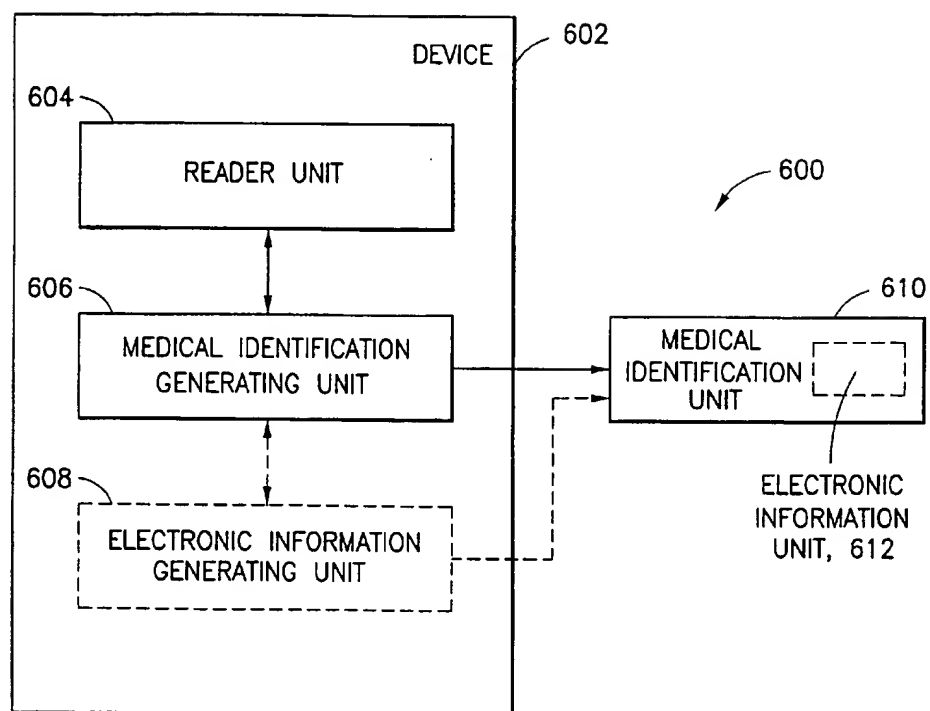 DEVICE
602
604
READER UNIT
600
606
MEDICAL IDENTIFICATION
GENERATING UNIT
610
MEDICAL
IDENTIFICATION
UNIT
608
ELECTRONIC INFORMATION
GENERATING UNIT
ELECTRONIC
INFORMATION
UNIT, 612